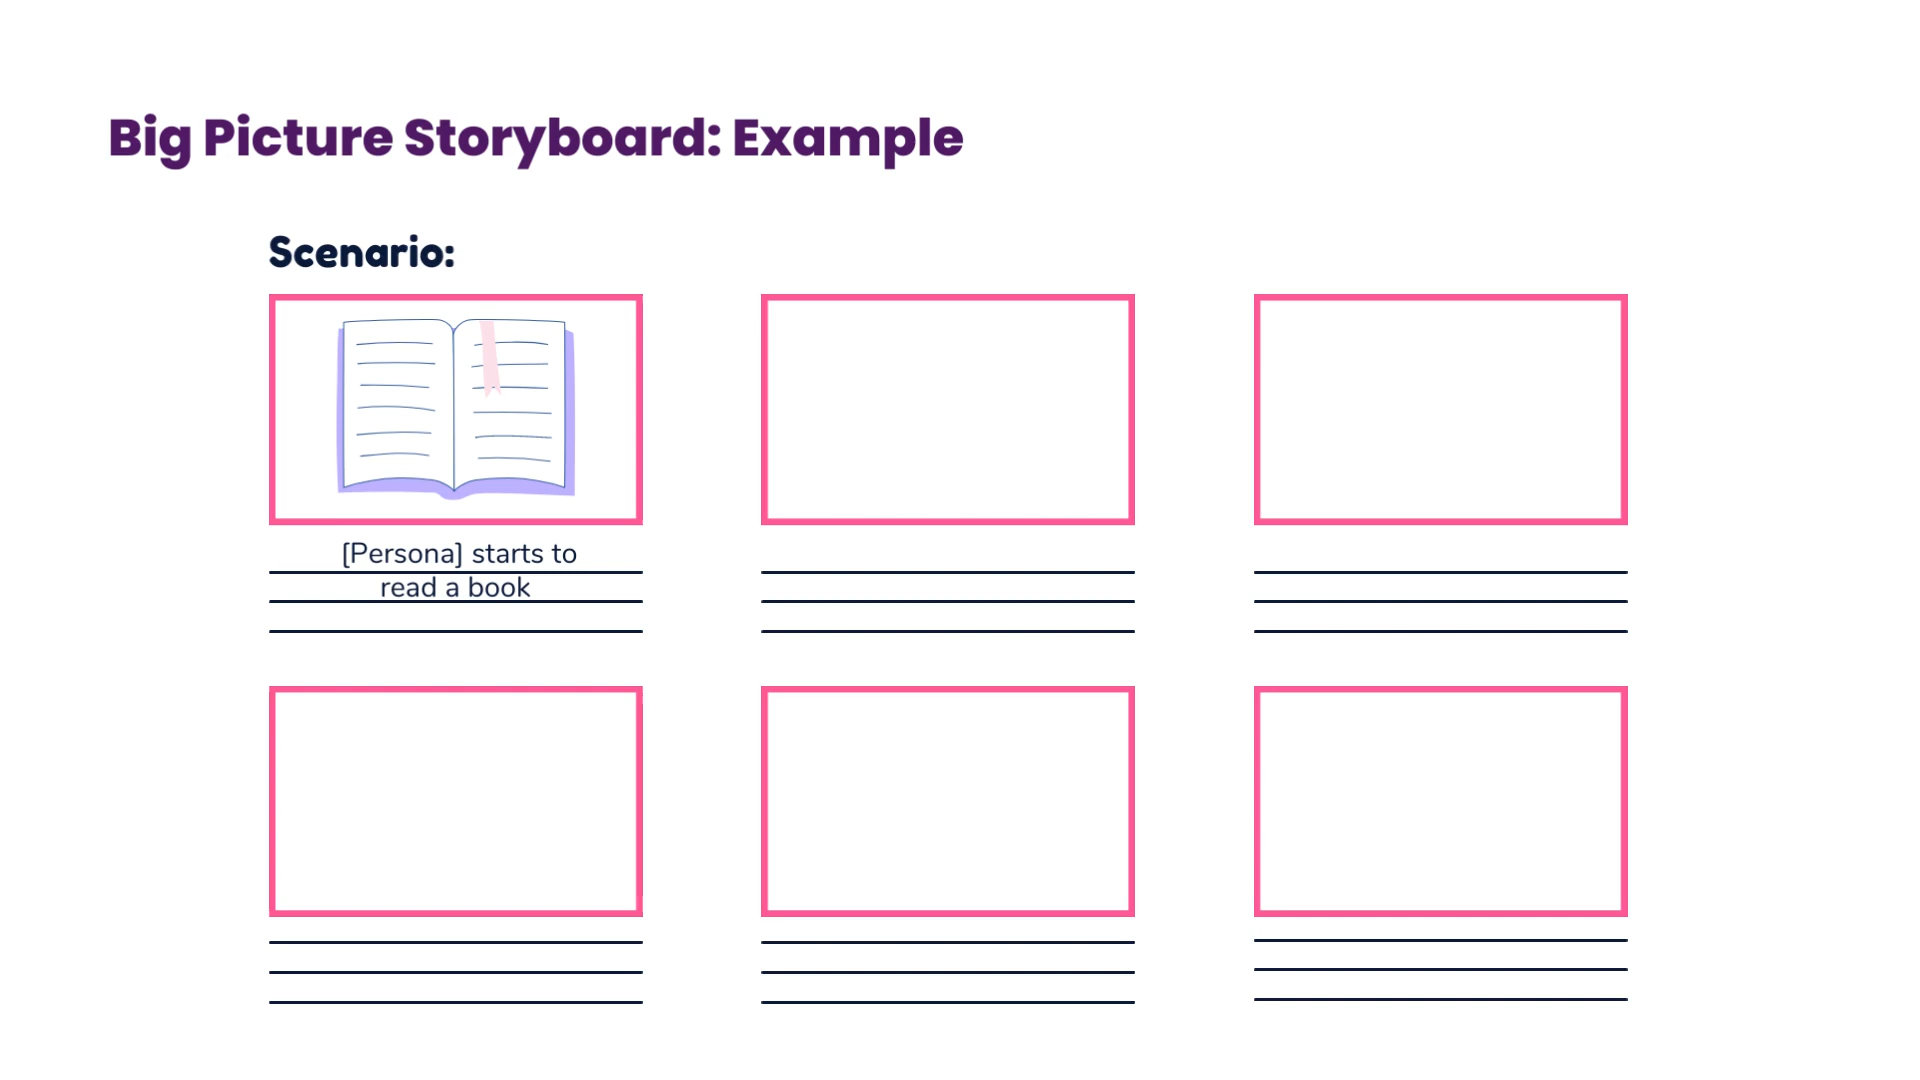 Big Picture Storyboard: Example
Scenario:
[Persona] starts to
read a book